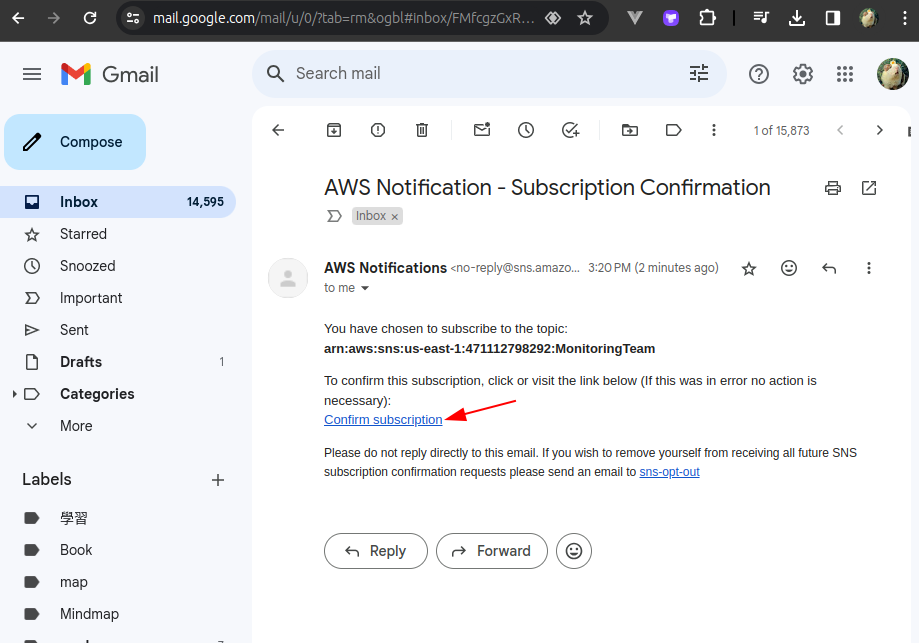 mail.google.com/mail/u/0/?tab=rm&ogbl#inbox/FMfcgzGxR...
Gmail
Search mail
Compose
1 of 15,873
Inbox 14,595
Starred
Snoozed
Important
Sent
Drafts 1
Categories
More
Labels
學習
Book
map
Mindmap
AWS Notification - Subscription Confirmation
Inbox ×
AWS Notifications <no-reply@sns.amazo... 3:20 PM (2 minutes ago)
to me
You have chosen to subscribe to the topic:
arn:aws:sns:us-east-1:471112798292:MonitoringTeam
To confirm this subscription, click or visit the link below (If this was in error no action is
necessary):
Confirm subscription
Please do not reply directly to this email. If you wish to remove yourself from receiving all future SNS
subscription confirmation requests please send an email to sns-opt-out
Reply
Forward